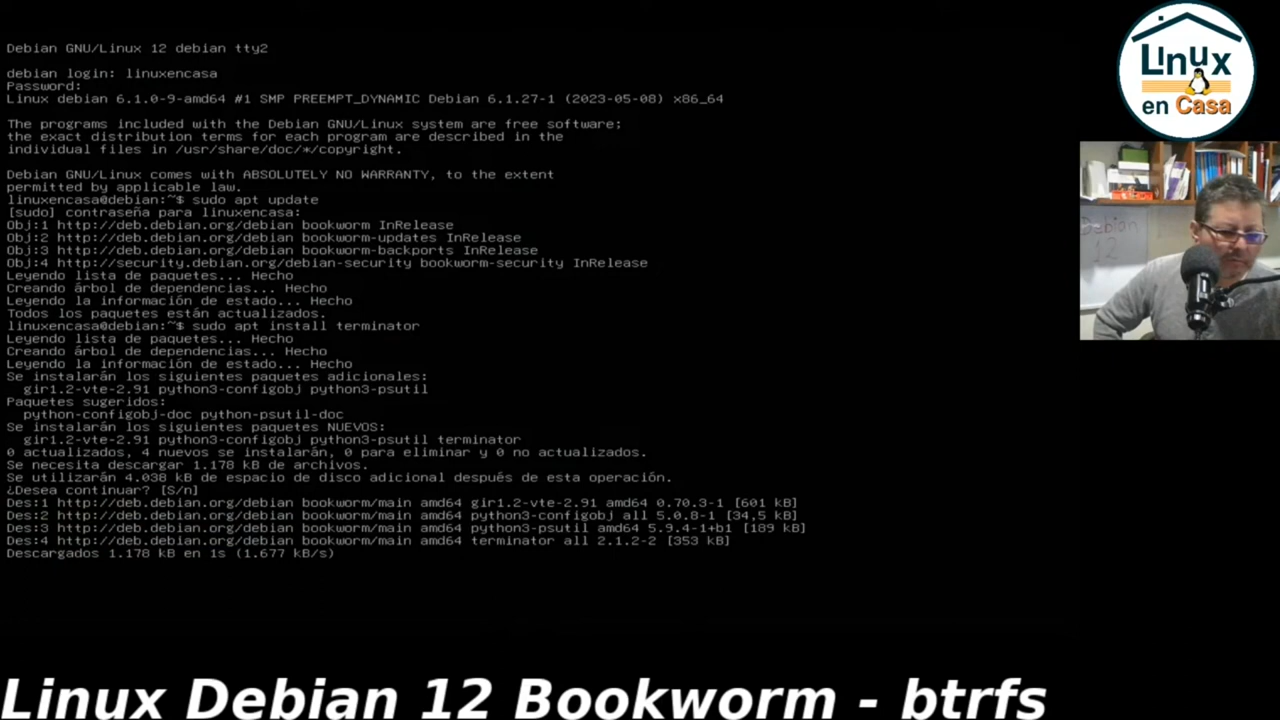 Debian GNU/Linux 12 debian tty2
debian login: linuxencasa
Password:
Linux debian 6.1.0-9-amd64 #1 SMP PREEMPT_DYNAMIC Debian 6.1.27-1 (2023-05-08) x86_64
The programs included with the Debian GNU/Linux system are free software;
the exact distribution terms for each program are described in the
individual files in /usr/share/doc/*/copyright.
Debian GNU/Linux comes with ABSOLUTELY NO WARRANTY, to the extent
permitted by applicable law.
linuxencasa@debian:~$ sudo apt update
[sudo] contraseña para linuxencasa:
Obj:1 http://deb.debian.org/debian bookworm InRelease
Obj:2 http://deb.debian.org/debian bookworm-updates InRelease
Obj:3 http://deb.debian.org/debian bookworm-backports InRelease
Obj:4 http://security.debian.org/debian-security bookworm-security InRelease
Leyendo lista de paquetes... Hecho
Creando árbol de dependencias... Hecho
Leyendo la información de estado... Hecho
Todos los paquetes están actualizados.
linuxencasa@debian:~$ sudo apt install terminator
Leyendo lista de paquetes... Hecho
Creando árbol de dependencias... Hecho
Leyendo la información de estado... Hecho
Se instalarán los siguientes paquetes adicionales:
gir1.2-vte-2.91 python3-configobj python3-psutil
Paquetes sugeridos:
python-configobj-doc python-psutil-doc
Se instalarán los siguientes paquetes NUEVOS:
gir1.2-vte-2.91 python3-configobj python3-psutil terminator
0 actualizados, 4 nuevos se instalarán, 0 para eliminar y 0 no actualizados.
Se necesita descargar 1.178 kB de archivos.
Se utilizarán 4.038 kB de espacio de disco adicional después de esta operación.
¿Desea continuar? [S/n]
Des:1 http://deb.debian.org/debian bookworm/main amd64 gir1.2-vte-2.91 amd64 0.70.3-1 [601 kB]
Des:2 http://deb.debian.org/debian bookworm/main amd64 python3-configobj all 5.0.8-1 [34,5 kB]
Des:3 http://deb.debian.org/debian bookworm/main amd64 python3-psutil amd64 5.9.4-1+b1 [189 kB]
Des:4 http://deb.debian.org/debian bookworm/main amd64 terminator all 2.1.2-2 [353 kB]
Descargados 1.178 kB en 1s (1.677 kB/s)
Linux
en Casa
Debian
12
Linux Debian 12 Bookworm - btrfs